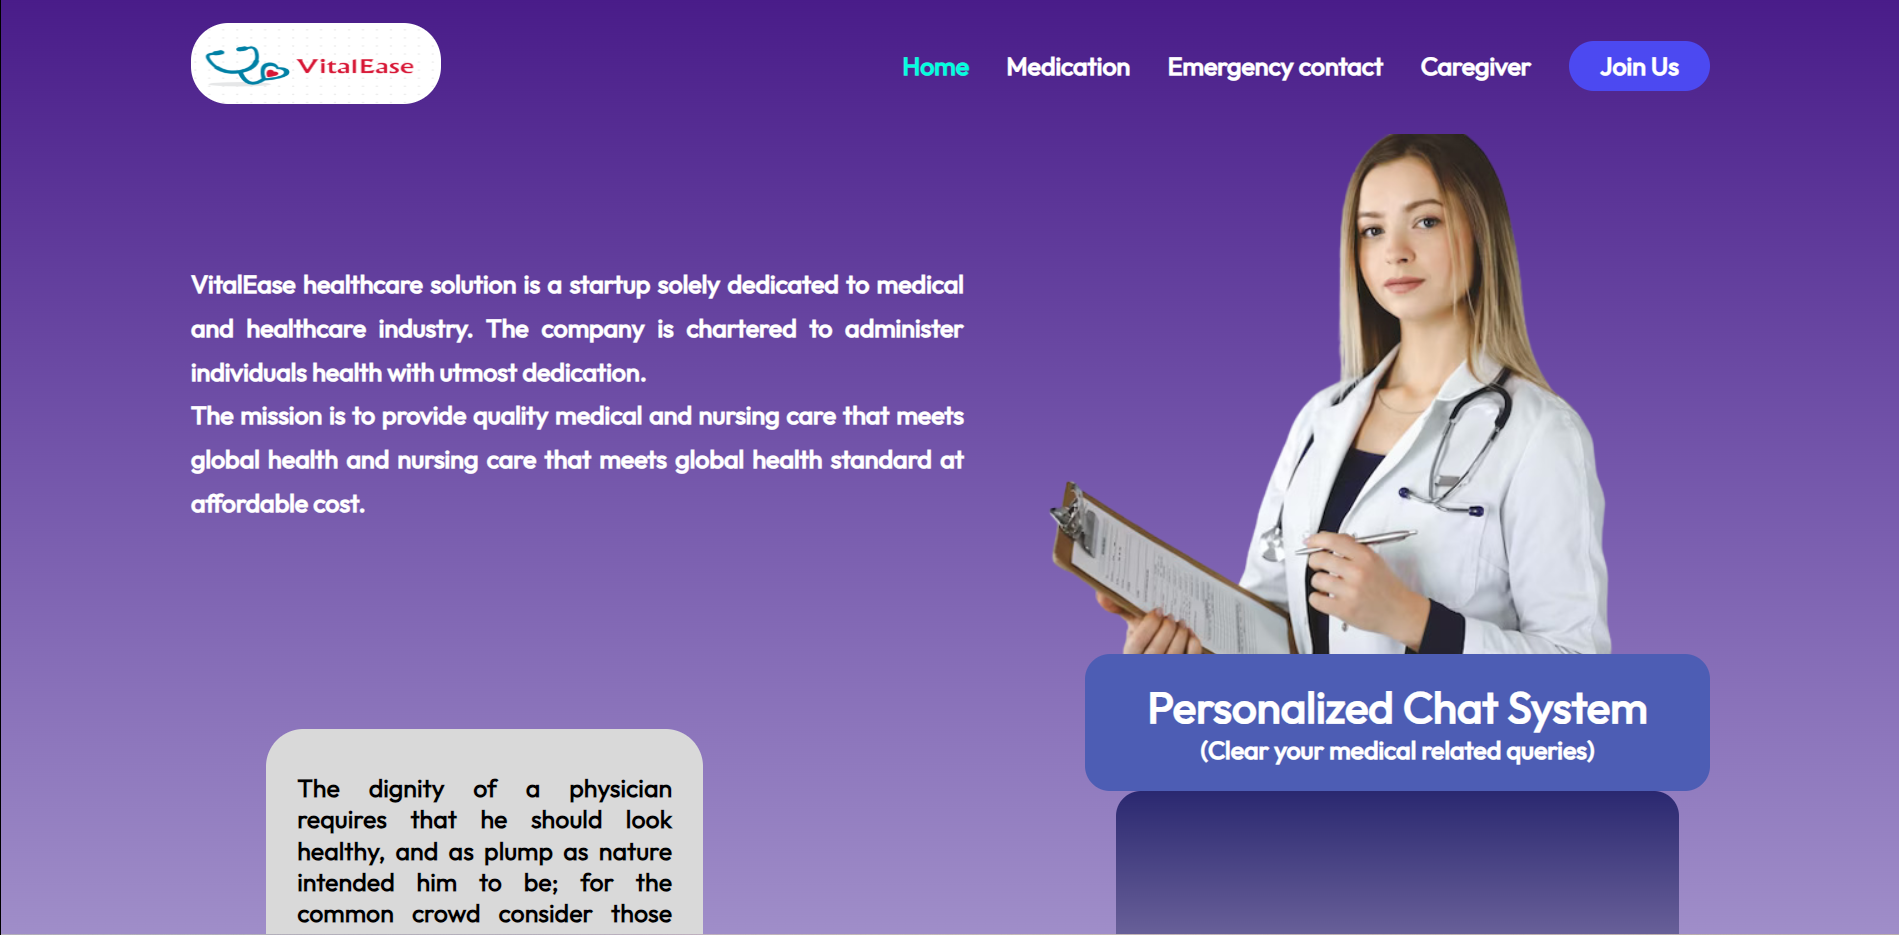 VitalEase
Home Medication Emergency contact Caregiver Join Us
VitalEase healthcare solution is a startup solely dedicated to medical
and healthcare industry. The company is chartered to administer
individuals health with utmost dedication.
The mission is to provide quality medical and nursing care that meets
global health and nursing care that meets global health standard at
affordable cost.
Personalized Chat System
(Clear your medical related queries)
The dignity of a physician
requires that he should look
healthy, and as plump as nature
intended him to be; for the
common crowd consider those